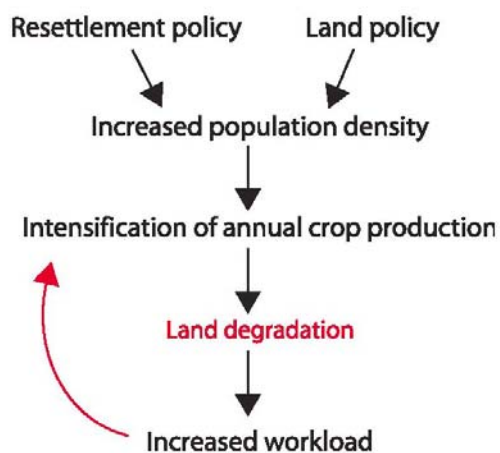 Resettlement policy
Land policy
Increased population density
Intensification of annual crop production
Land degradation
Increased workload